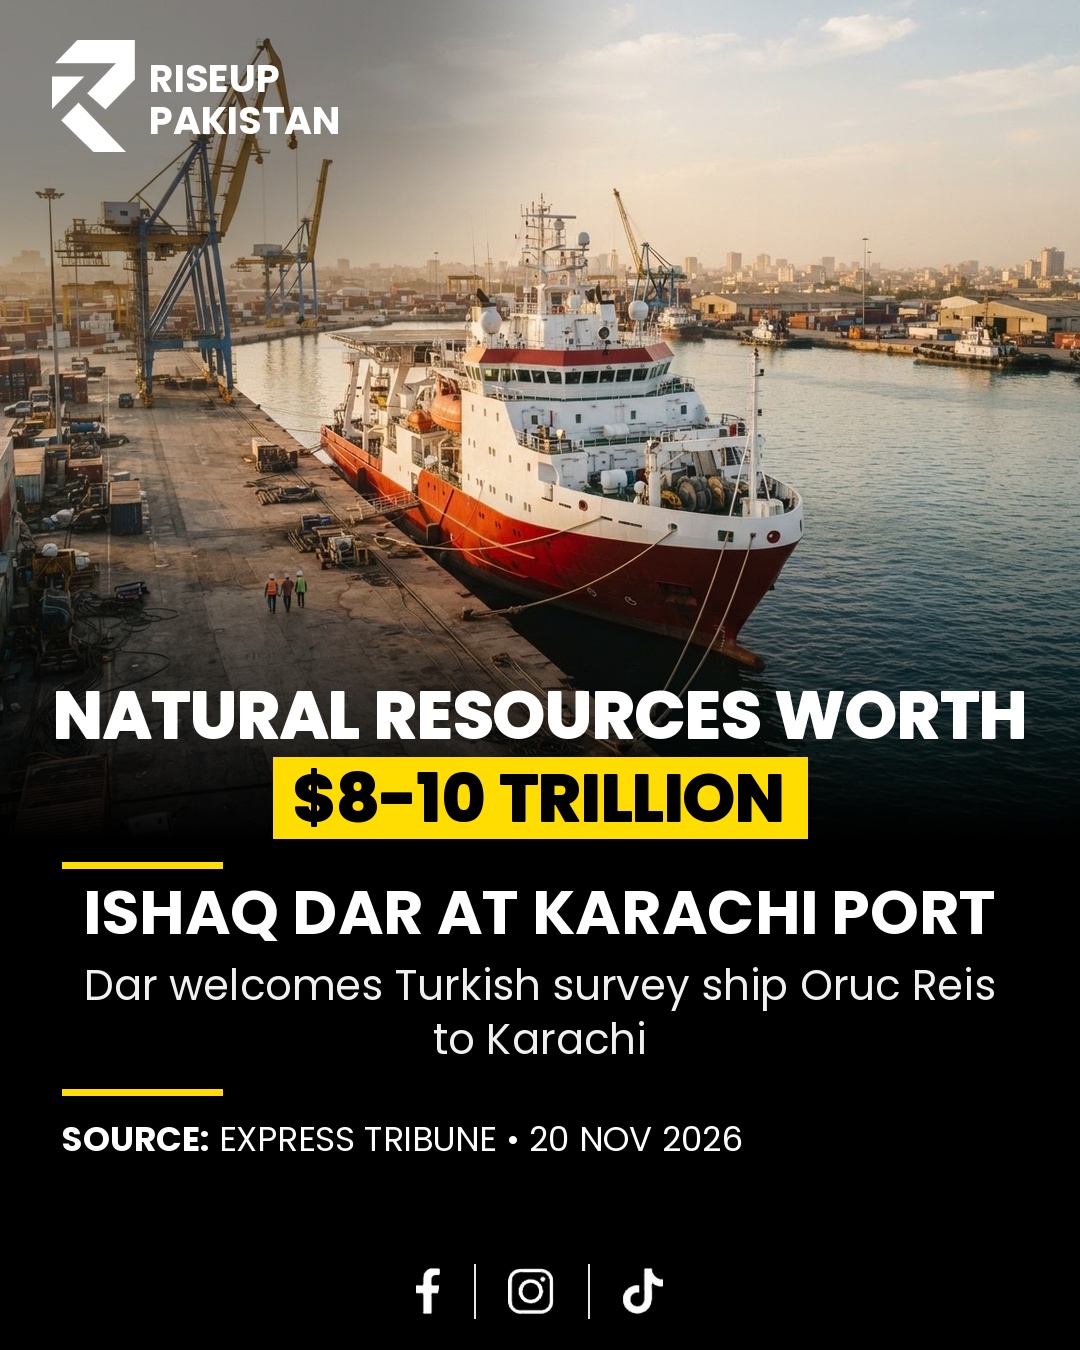 RISEUP
PAKISTAN
NATURAL RESOURCES WORTH
$8-10 TRILLION
ISHAQ DAR AT KARACHI PORT
Dar welcomes Turkish survey ship Oruc Reis
to Karachi
SOURCE: EXPRESS TRIBUNE • 20 NOV 2026